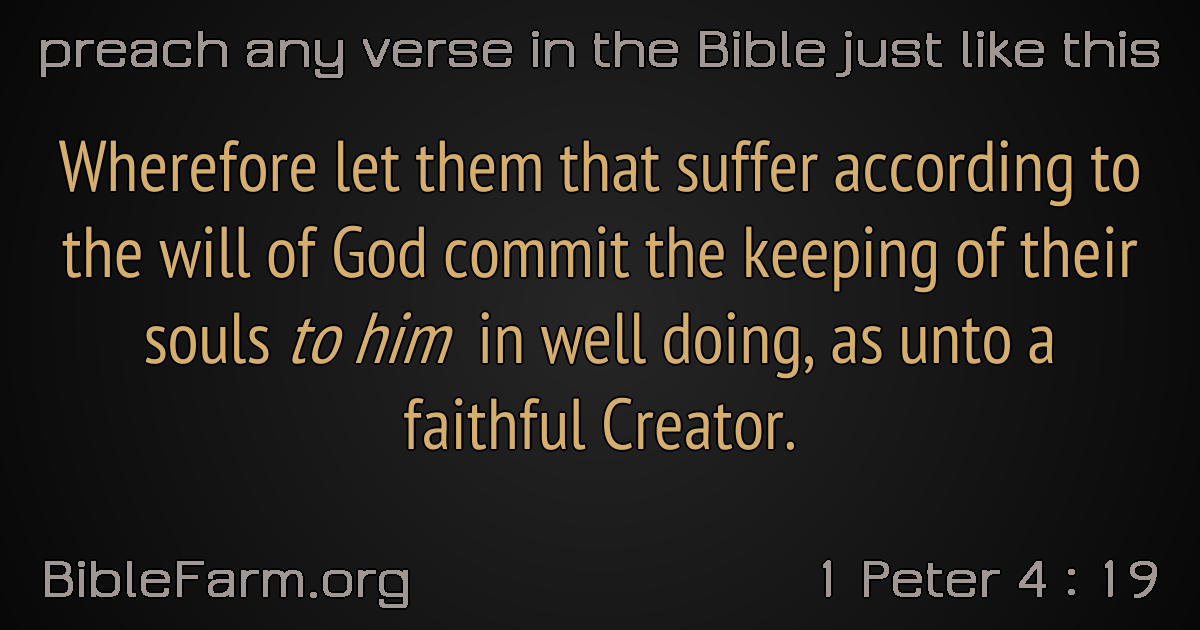 preach any verse in the Bible just like this
Wherefore let them that suffer according to
the will of God commit the keeping of their
souls to him in well doing, as unto a
faithful Creator.
BibleFarm.org
1 Peter 4 : 19